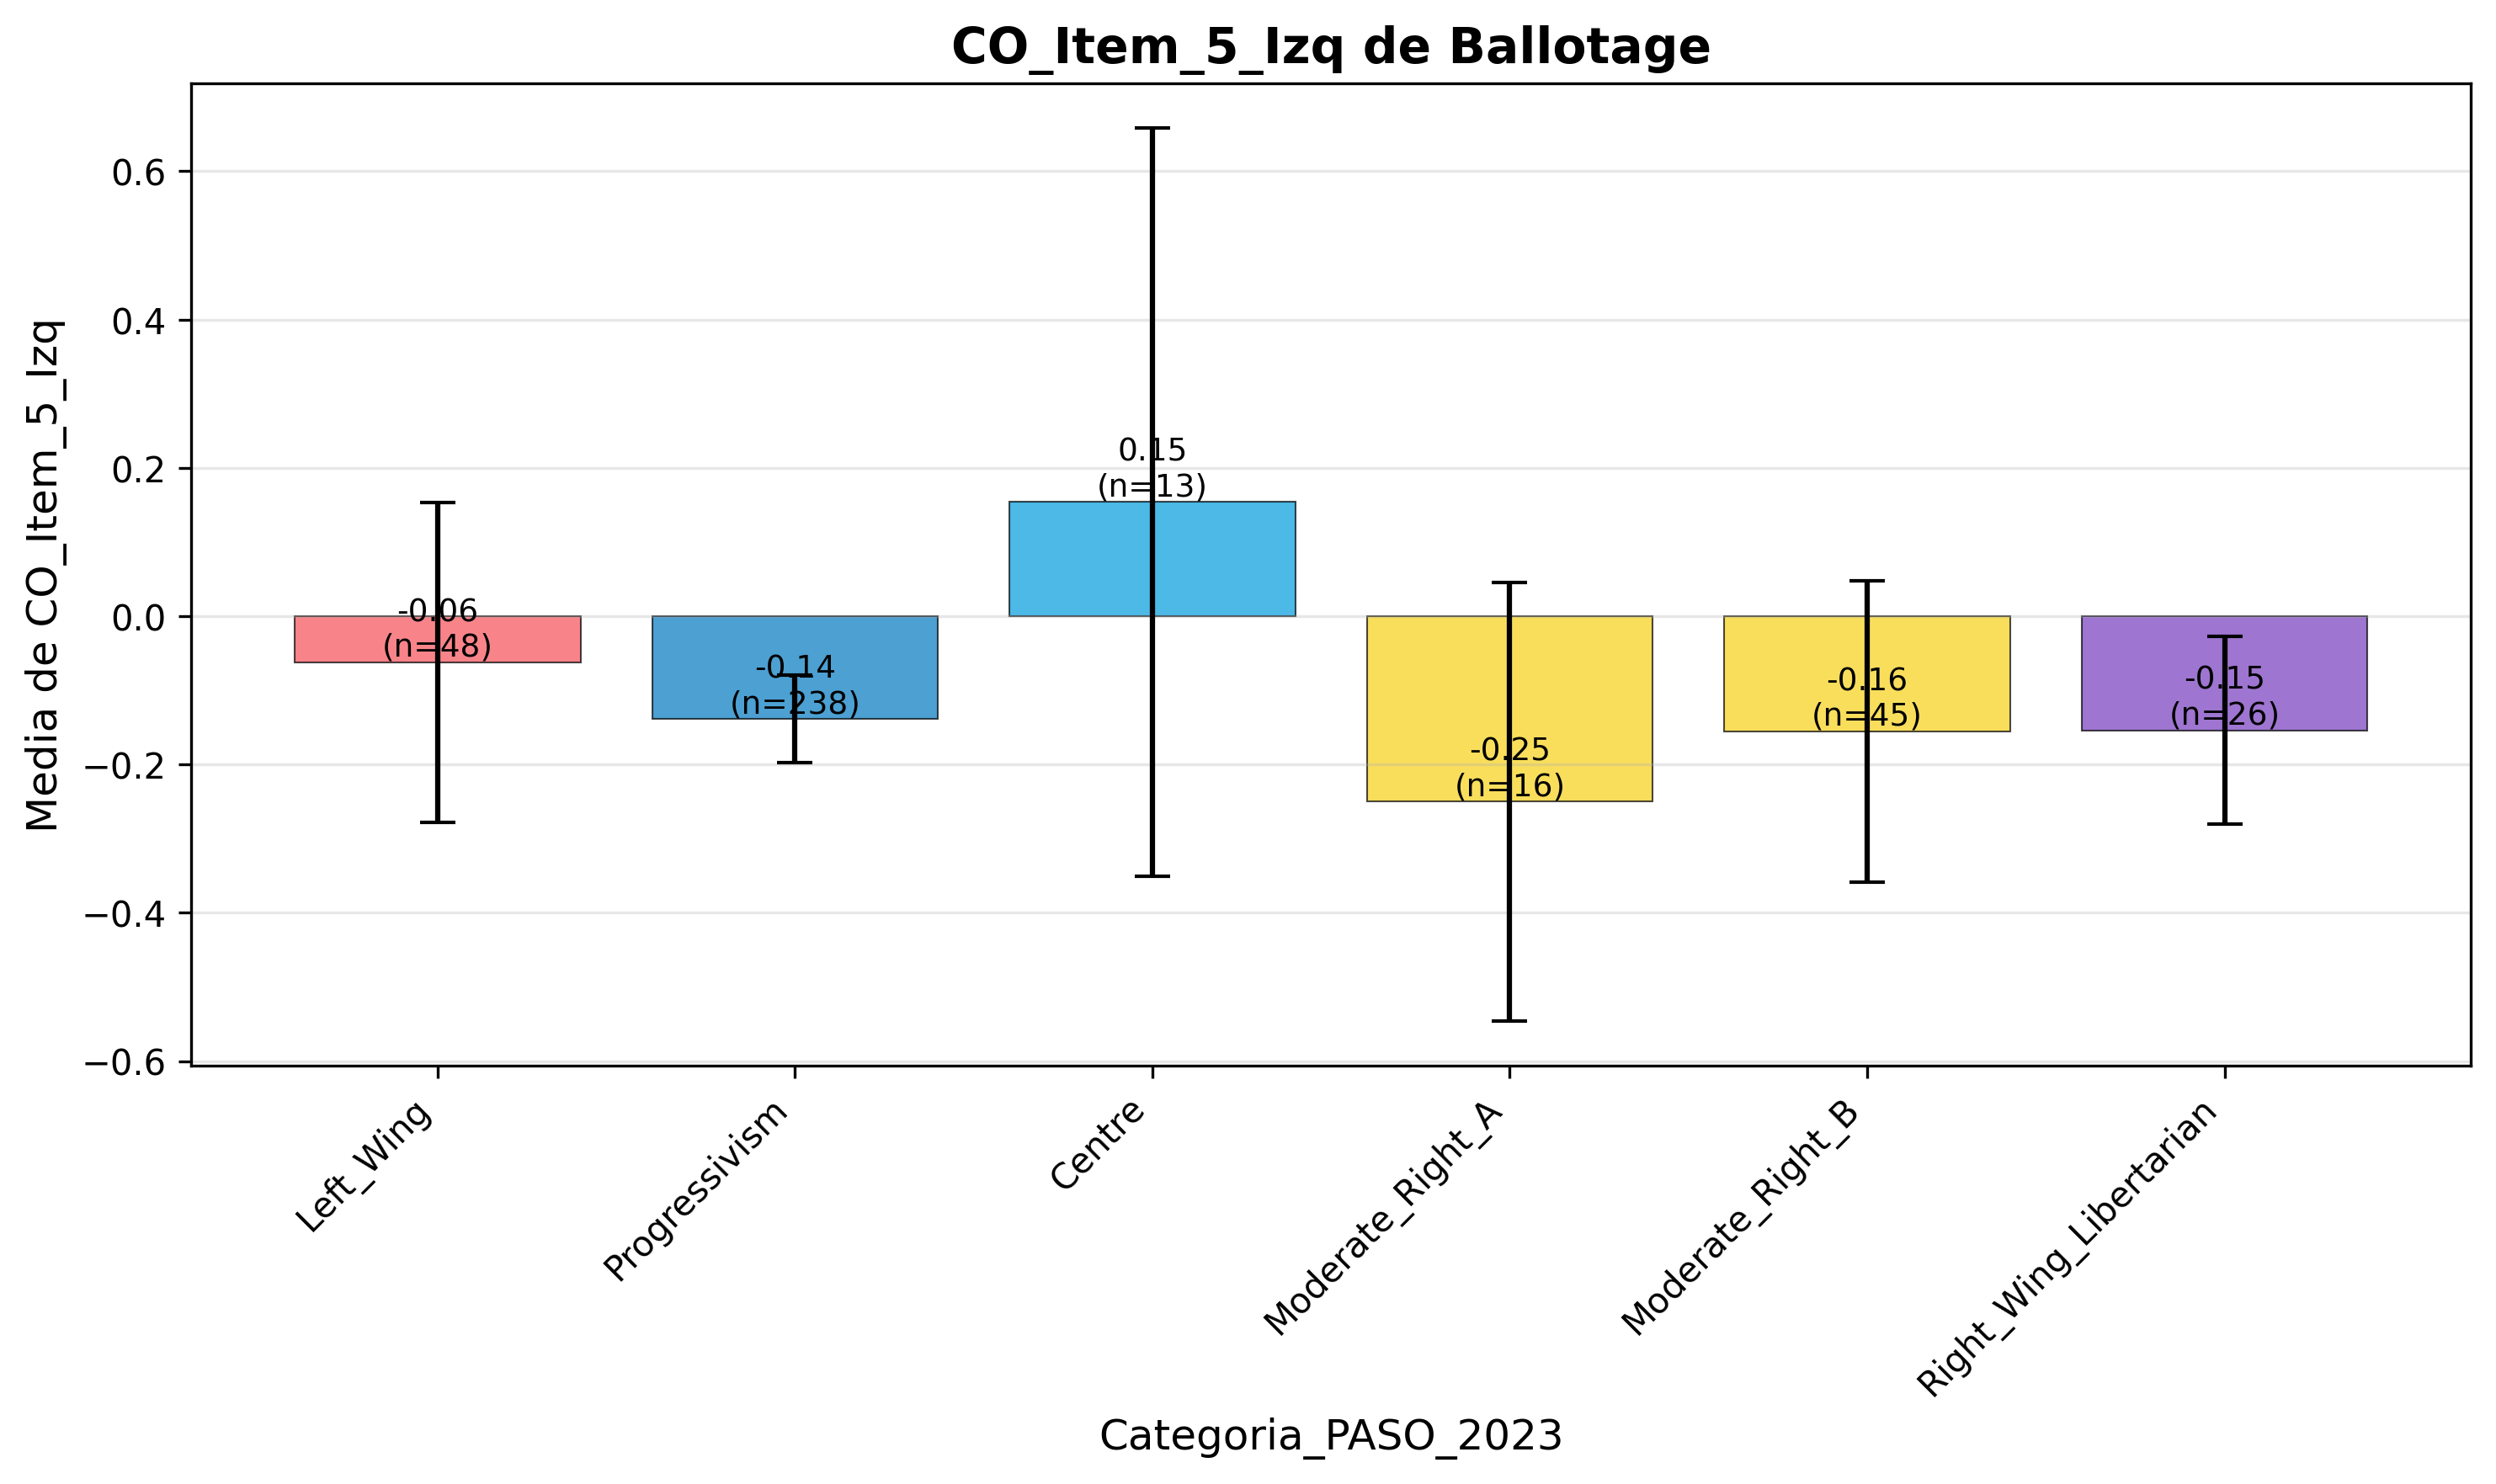 CO_Item_5_Izq de Ballotage
Media de CO_Item_5_Izq
0.6
0.4
0.2
0.0
−0.2
−0.4
−0.6
-0.06
(n=48)
-0.14
(n=238)
0.15
(n=13)
-0.25
(n=16)
-0.16
(n=45)
-0.15
(n=26)
Left_Wing
Progressivism
Centre
Moderate_Right_A
Moderate_Right_B
Right_Wing_Libertarian
Categoria_PASO_2023